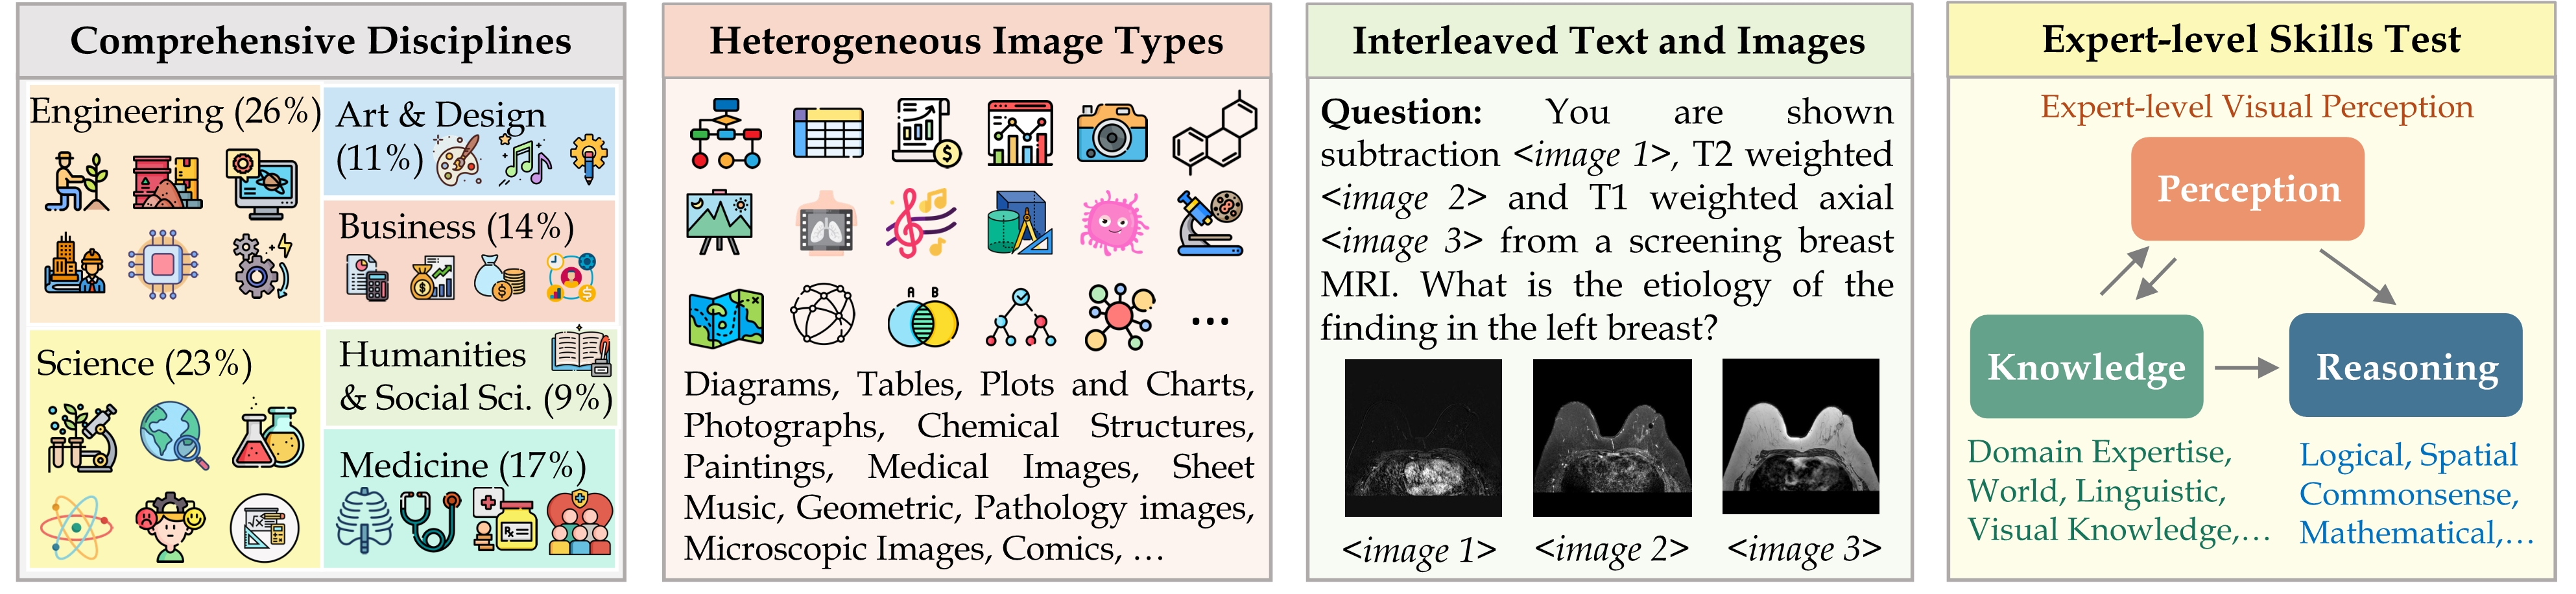 Comprehensive Disciplines
Engineering (26%)
Art & Design
(11%)
Business (14%)
Science (23%)
Humanities
& Social Sci. (9%)
Medicine (17%)
Heterogeneous Image Types
A B
...
Diagrams, Tables, Plots and Charts,
Photographs, Chemical Structures,
Paintings, Medical Images, Sheet
Music, Geometric, Pathology images,
Microscopic Images, Comics, …
Interleaved Text and Images
Question: You are shown
subtraction <image 1>, T2 weighted
<image 2> and T1 weighted axial
<image 3> from a screening breast
MRI. What is the etiology of the
finding in the left breast?
<image 1> <image 2> <image 3>
Expert-level Skills Test
Expert-level Visual Perception
Perception
Knowledge
Reasoning
Domain Expertise,
World, Linguistic,
Visual Knowledge,…
Logical, Spatial
Commonsense,
Mathematical,…